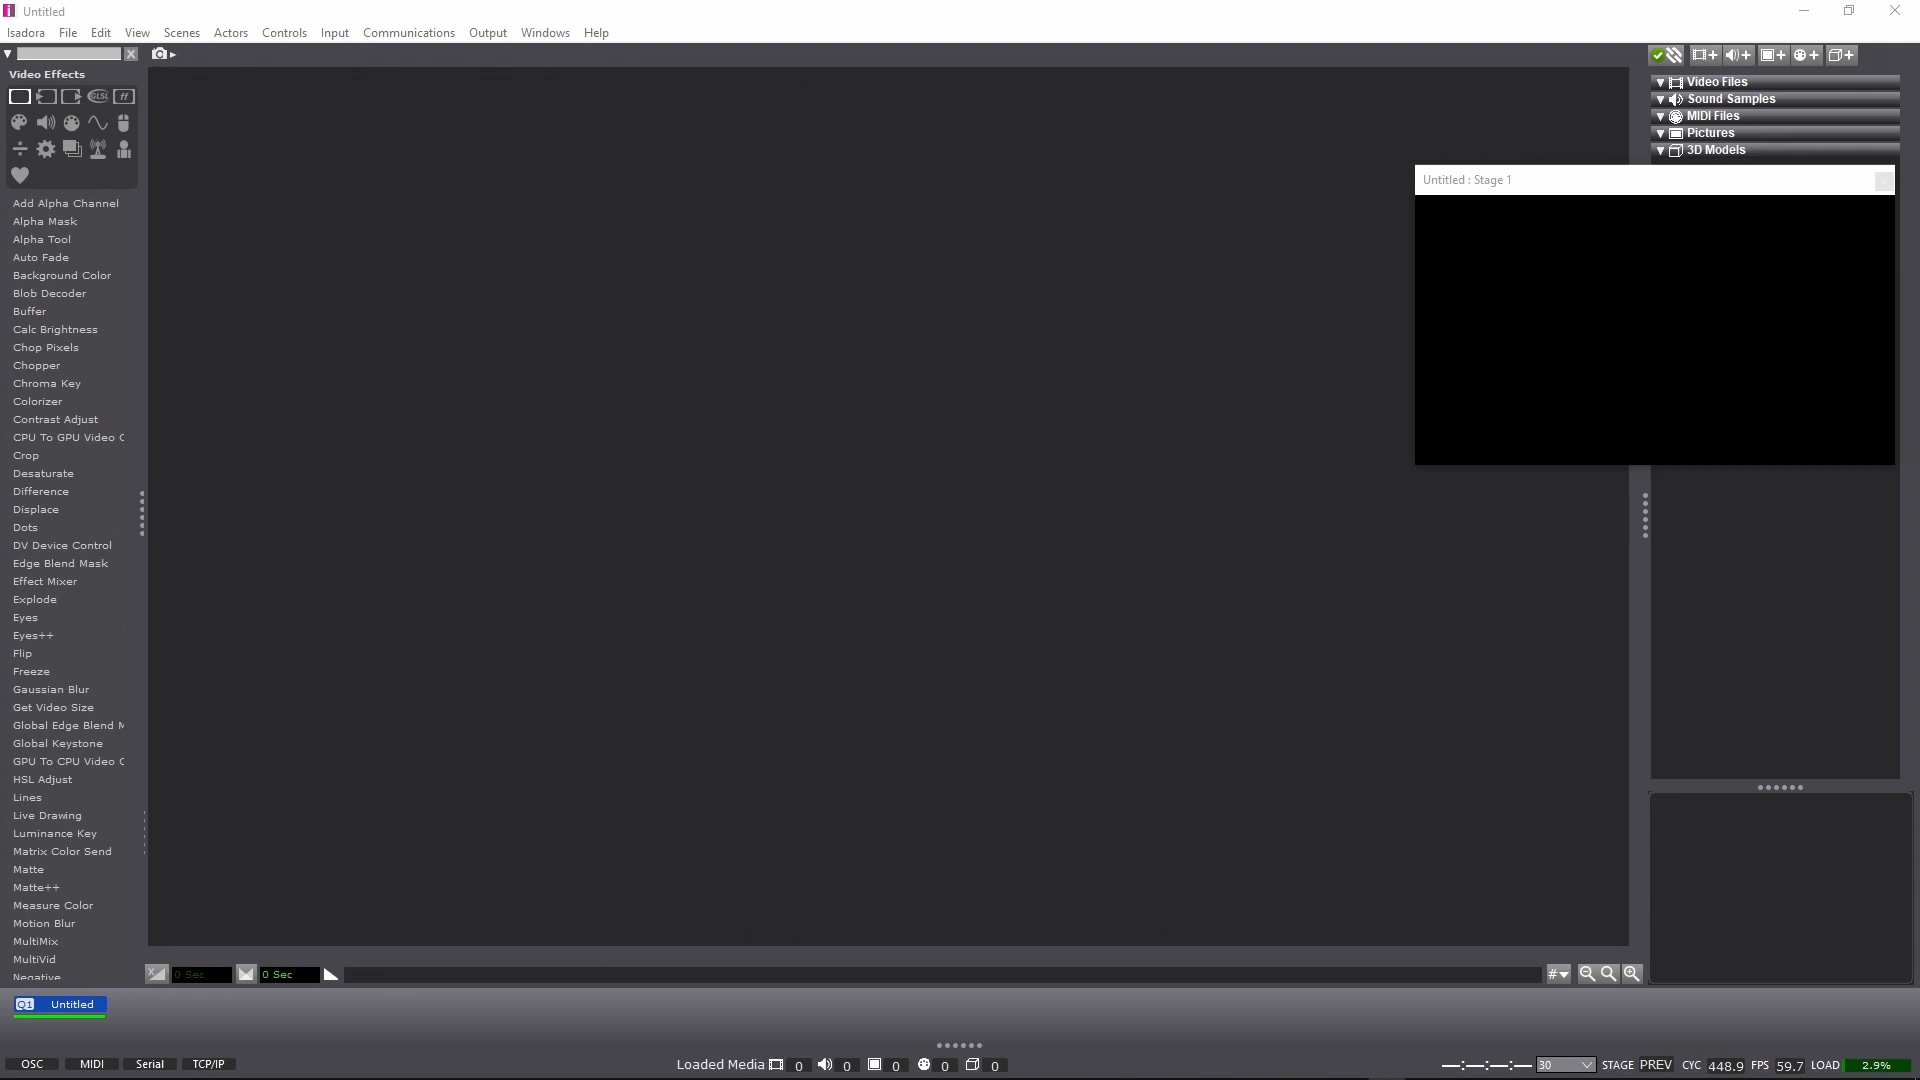 Untitled
Isadora File Edit View Scenes Actors Controls Input Communications Output Windows Help
Video Effects
GLSL ff
Add Alpha Channel
Alpha Mask
Alpha Tool
Auto Fade
Background Color
Blob Decoder
Buffer
Calc Brightness
Chop Pixels
Chopper
Chroma Key
Colorizer
Contrast Adjust
CPU To GPU Video C
Crop
Desaturate
Difference
Displace
Dots
DV Device Control
Edge Blend Mask
Effect Mixer
Explode
Eyes
Eyes++
Flip
Freeze
Gaussian Blur
Get Video Size
Global Edge Blend M
Global Keystone
GPU To CPU Video C
HSL Adjust
Lines
Live Drawing
Luminance Key
Matrix Color Send
Matte
Matte++
Measure Color
Motion Blur
MultiMix
MultiVid
Negative
Video Files
Sound Samples
MIDI Files
Pictures
3D Models
Untitled : Stage 1
0 Sec 0 Sec #
Q1 Untitled
OSC MIDI Serial TCP/IP Loaded Media 0 0 0 0 0 —:—:—:— 30 STAGE PREV CYC 448.9 FPS 59.7 LOAD 2.9%